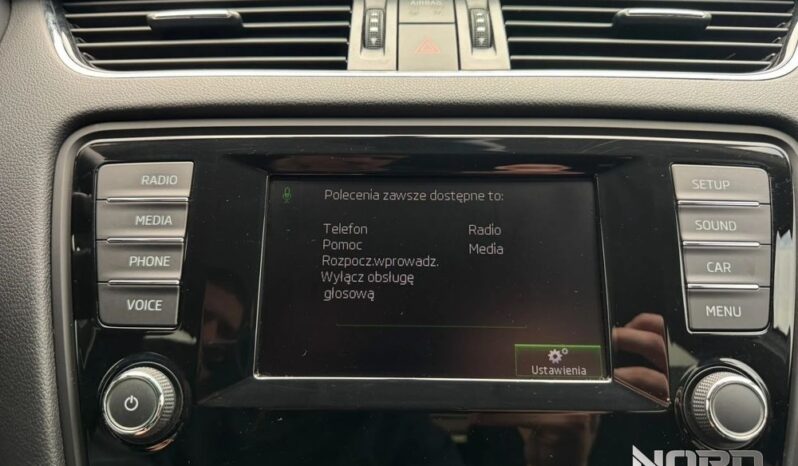 AIRBAG
RADIO
MEDIA
PHONE
VOICE
Polecenia zawsze dostępne to:
Telefon
Radio
Pomoc
Media
Rozpocz.wprowadz.
Wyłącz obsługę
głosową
Ustawienia
SETUP
SOUND
CAR
MENU
NORD